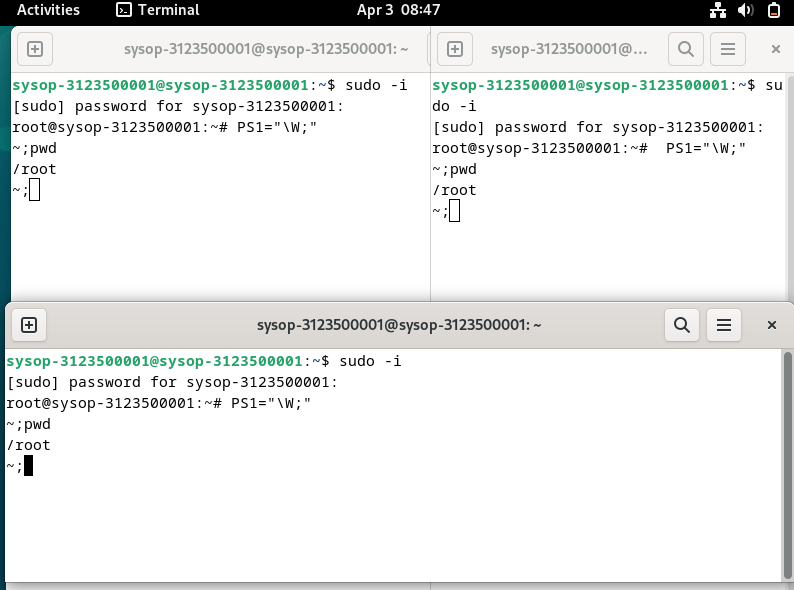 Activities
Terminal
Apr 3 08:47
sysop-3123500001@sysop-3123500001: ~
sysop-3123500001@sysop-3123500001:~$ sudo -i
[sudo] password for sysop-3123500001:
root@sysop-3123500001:~# PS1="\W;"
~;pwd
/root
~;
sysop-3123500001@...
sysop-3123500001@sysop-3123500001:~$ su
do -i
[sudo] password for sysop-3123500001:
root@sysop-3123500001:~#  PS1="\W;"
~;pwd
/root
~;
sysop-3123500001@sysop-3123500001: ~
sysop-3123500001@sysop-3123500001:~$ sudo -i
[sudo] password for sysop-3123500001:
root@sysop-3123500001:~# PS1="\W;"
~;pwd
/root
~;